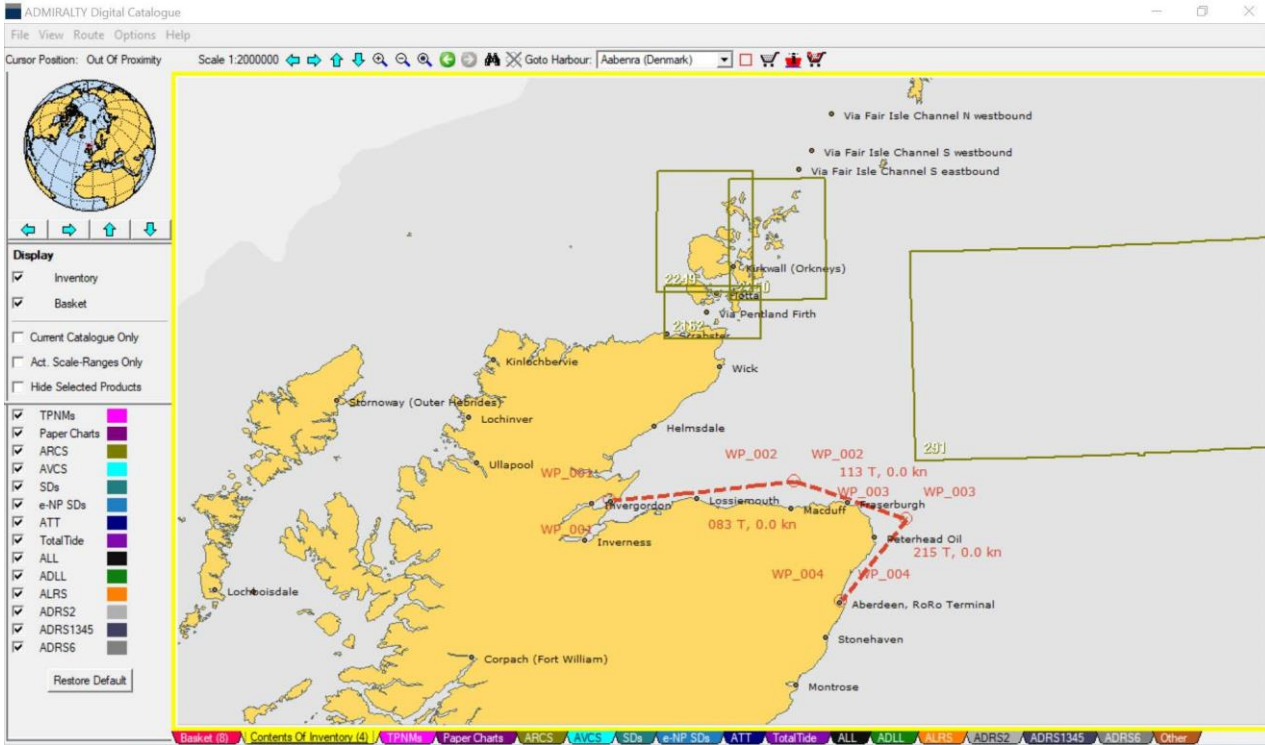 ADMIRALTY Digital Catalogue
File View Route Options Help
Cursor Position: Out Of Proximity Scale 1:2000000 Goto Harbour: Aabenra (Denmark)
Via Fair Isle Channel N westbound
Via Fair Isle Channel S westbound
Via Fair Isle Channel S eastbound
Kirkwall (Orkneys)
2249
Flotta
Via Pentland Firth
2162
Scrabster
Kinlochbervie
Wick
Stornoway (Outer Hebrides)
Lochinver
Helmsdale
291
Ullapool
WP_001
WP_002
WP_002
113 T, 0.0 kn
WP_003
WP_003
Invergordon
Lossiemouth
Macduff
Fraserburgh
083 T, 0.0 kn
WP_001
Inverness
Peterhead Oil
215 T, 0.0 kn
WP_004
WP_004
Lochboisdale
Aberdeen, RoRo Terminal
Stonehaven
Corpach (Fort William)
Montrose
Display
Inventory
Basket
Current Catalogue Only
Act. Scale-Ranges Only
Hide Selected Products
TPNMs
Paper Charts
ARCS
AVCS
SDs
e-NP SDs
ATT
TotalTide
ALL
ADLL
ALRS
ADRS2
ADRS1345
ADRS6
Restore Default
Basket (8) Contents Of Inventory (4) TPNMs Paper Charts ARCS AVCS SDs e-NP SDs ATT TotalTide ALL ADLL ALRS ADRS2 ADRS1345 ADRS6 Other